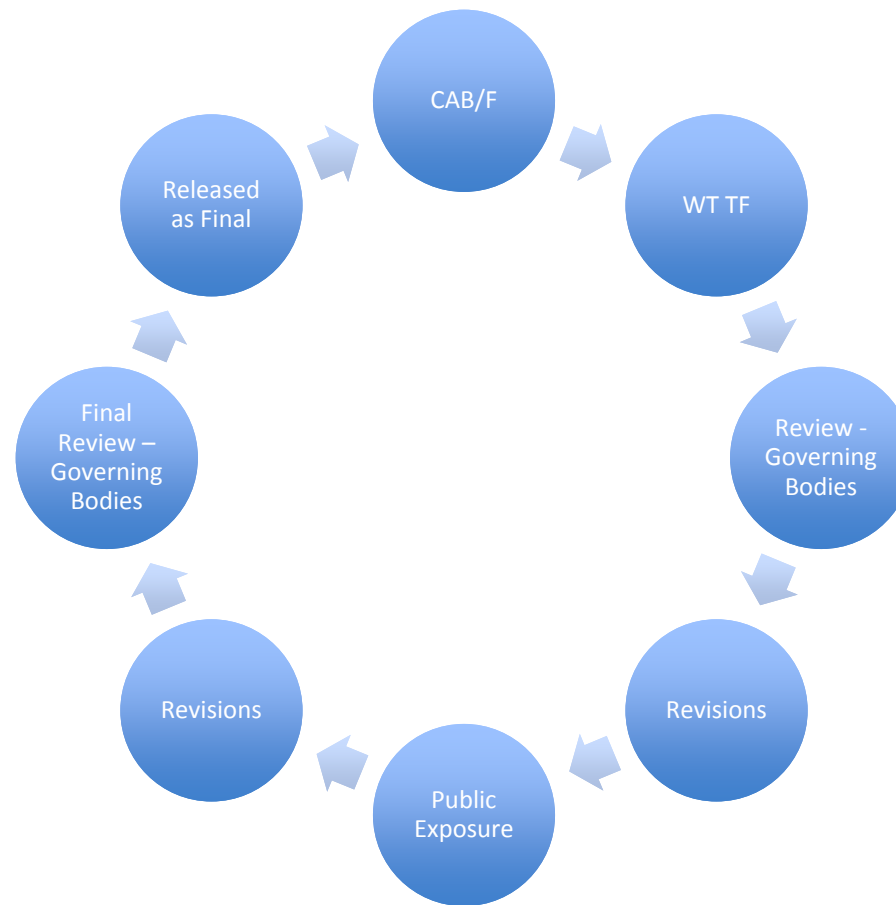 CAB/F
WT TF
Review -
Governing
Bodies
Revisions
Public
Exposure
Revisions
Final
Review –
Governing
Bodies
Released
as Final